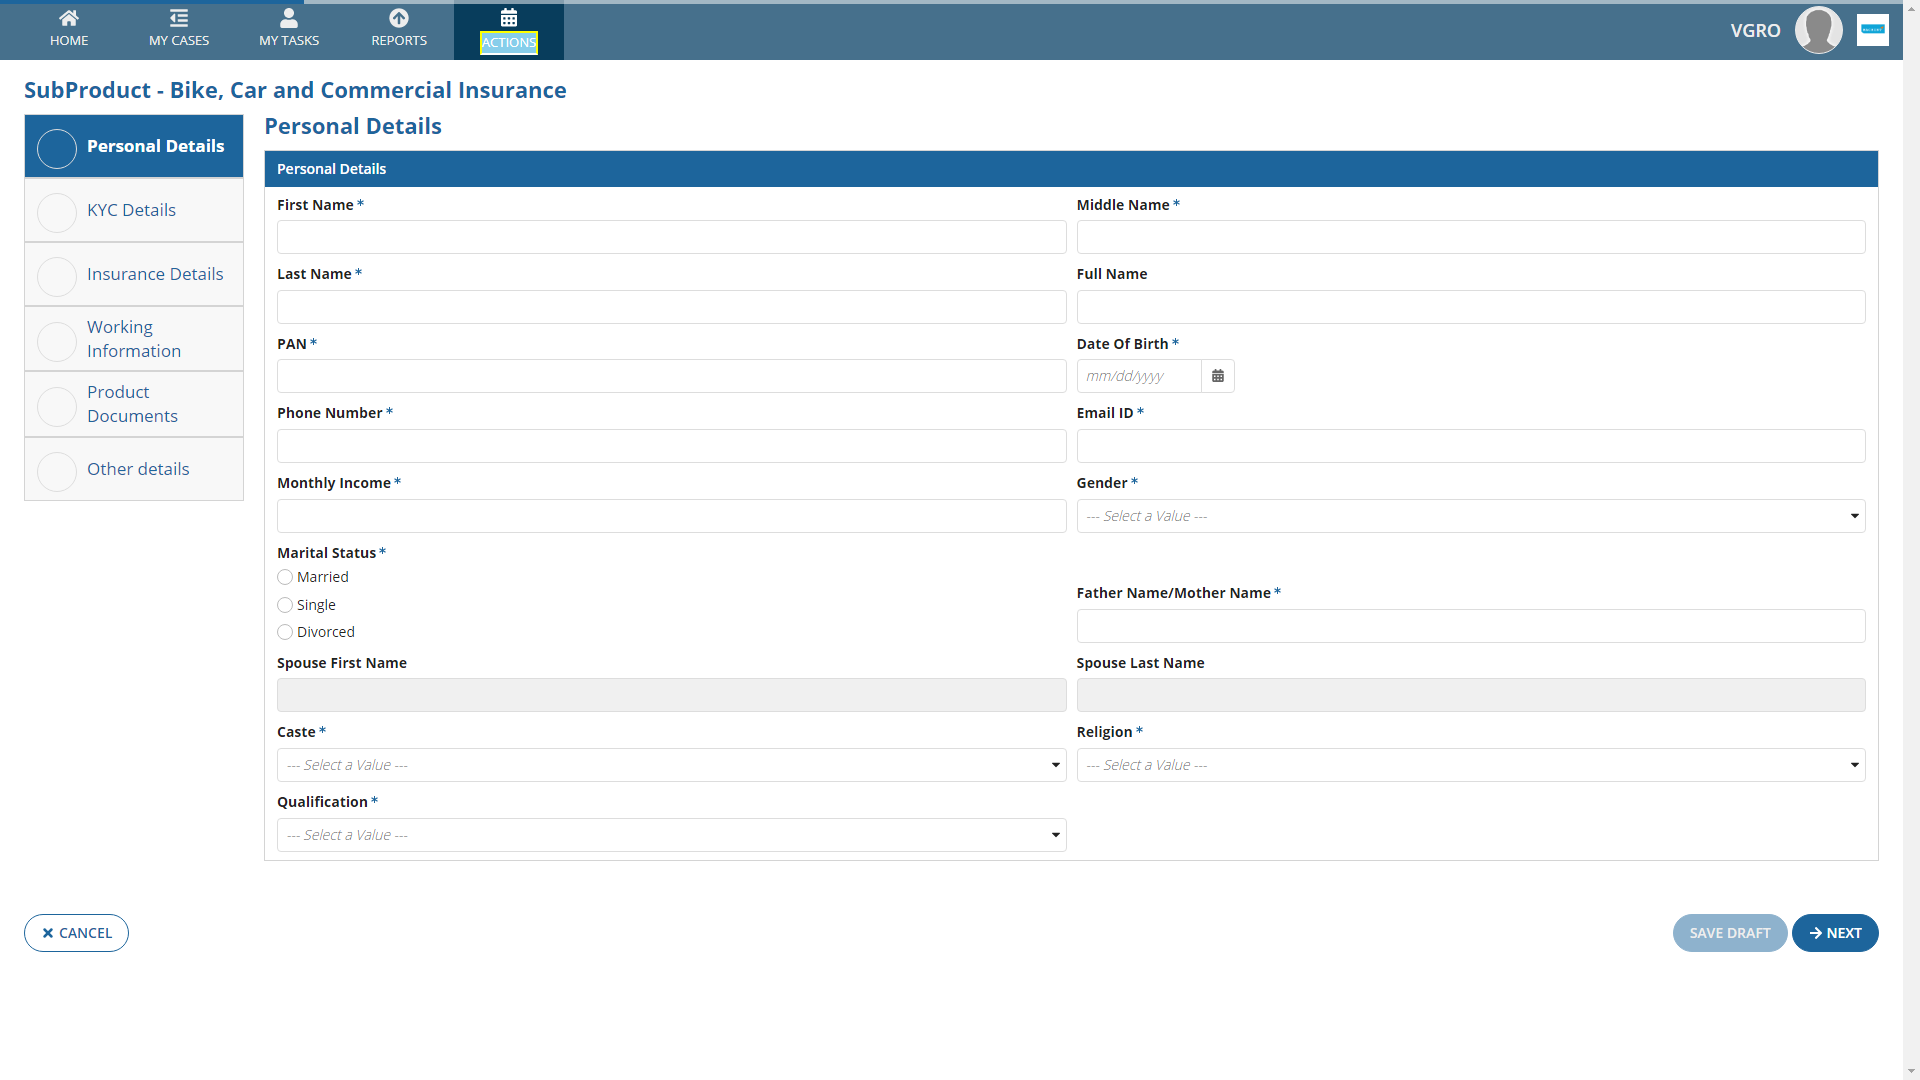 HOME
MY CASES
MY TASKS
REPORTS
ACTIONS
VGRO
SubProduct - Bike, Car and Commercial Insurance
Personal Details
KYC Details
Insurance Details
Working
Information
Product
Documents
Other details
Personal Details
Personal Details
First Name *
Middle Name *
Last Name *
Full Name
PAN *
Date Of Birth *
mm/dd/yyyy
Phone Number *
Email ID *
Monthly Income *
Gender *
--- Select a Value ---
Marital Status *
Married
Single
Divorced
Father Name/Mother Name *
Spouse First Name
Spouse Last Name
Caste *
--- Select a Value ---
Religion *
--- Select a Value ---
Qualification *
--- Select a Value ---
CANCEL
SAVE DRAFT
NEXT